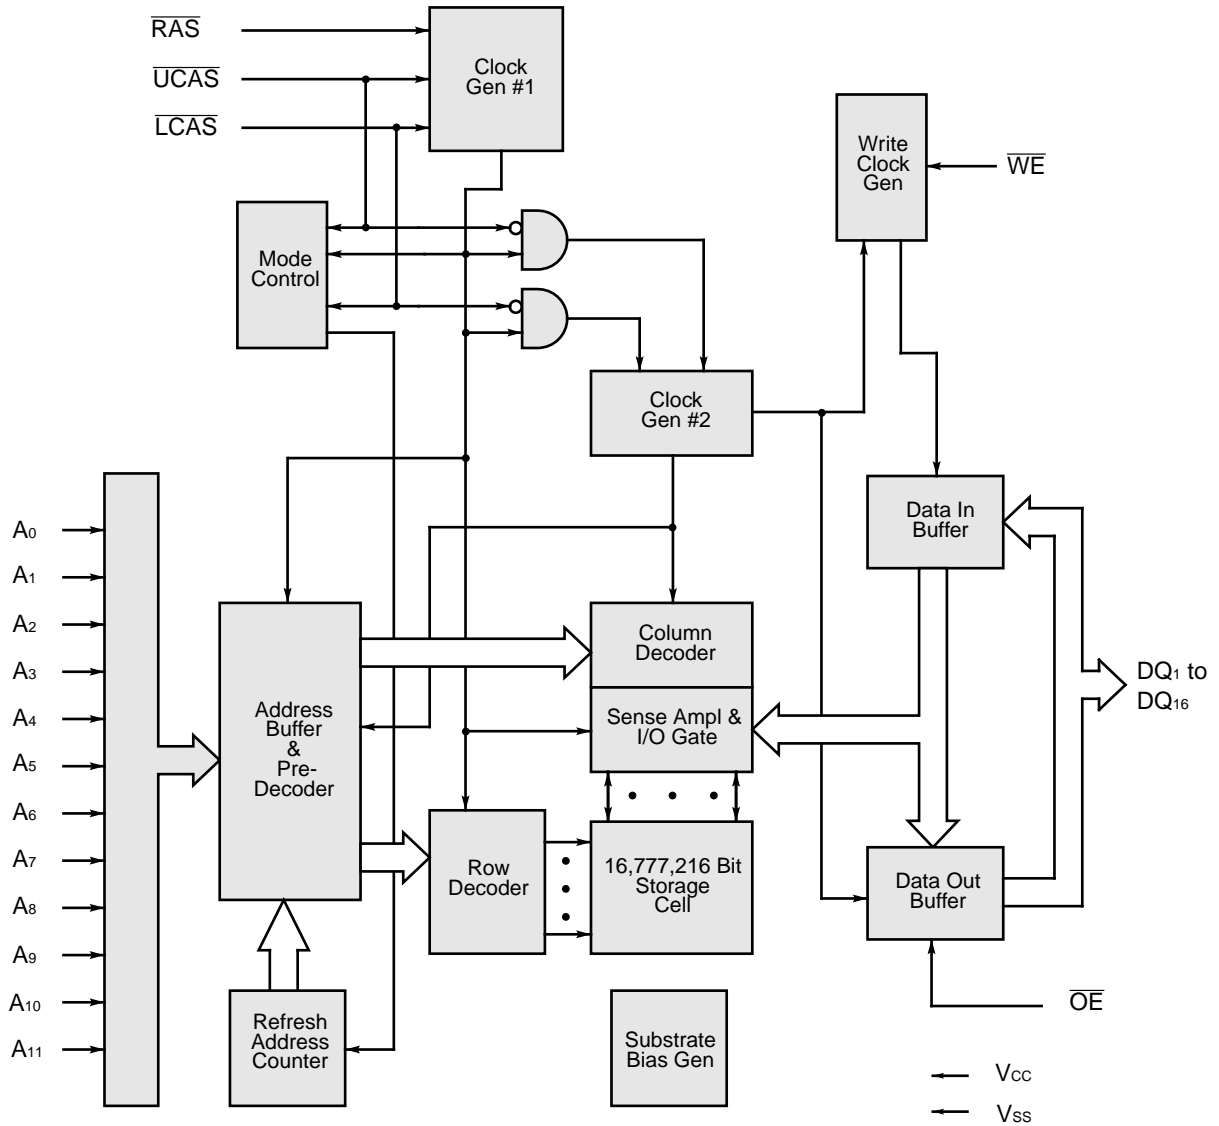 RAS
UCAS
LCAS
Clock
Gen #1
Write
Clock
Gen
WE
Mode
Control
Clock
Gen #2
A0
A1
A2
A3
A4
A5
A6
A7
A8
A9
A10
A11
Address
Buffer
&
Pre-
Decoder
Column
Decoder
Sense Ampl &
I/O Gate
Data In
Buffer
DQ1 to
DQ16
Row
Decoder
16,777,216 Bit
Storage
Cell
Data Out
Buffer
Refresh
Address
Counter
Substrate
Bias Gen
OE
VCC
VSS